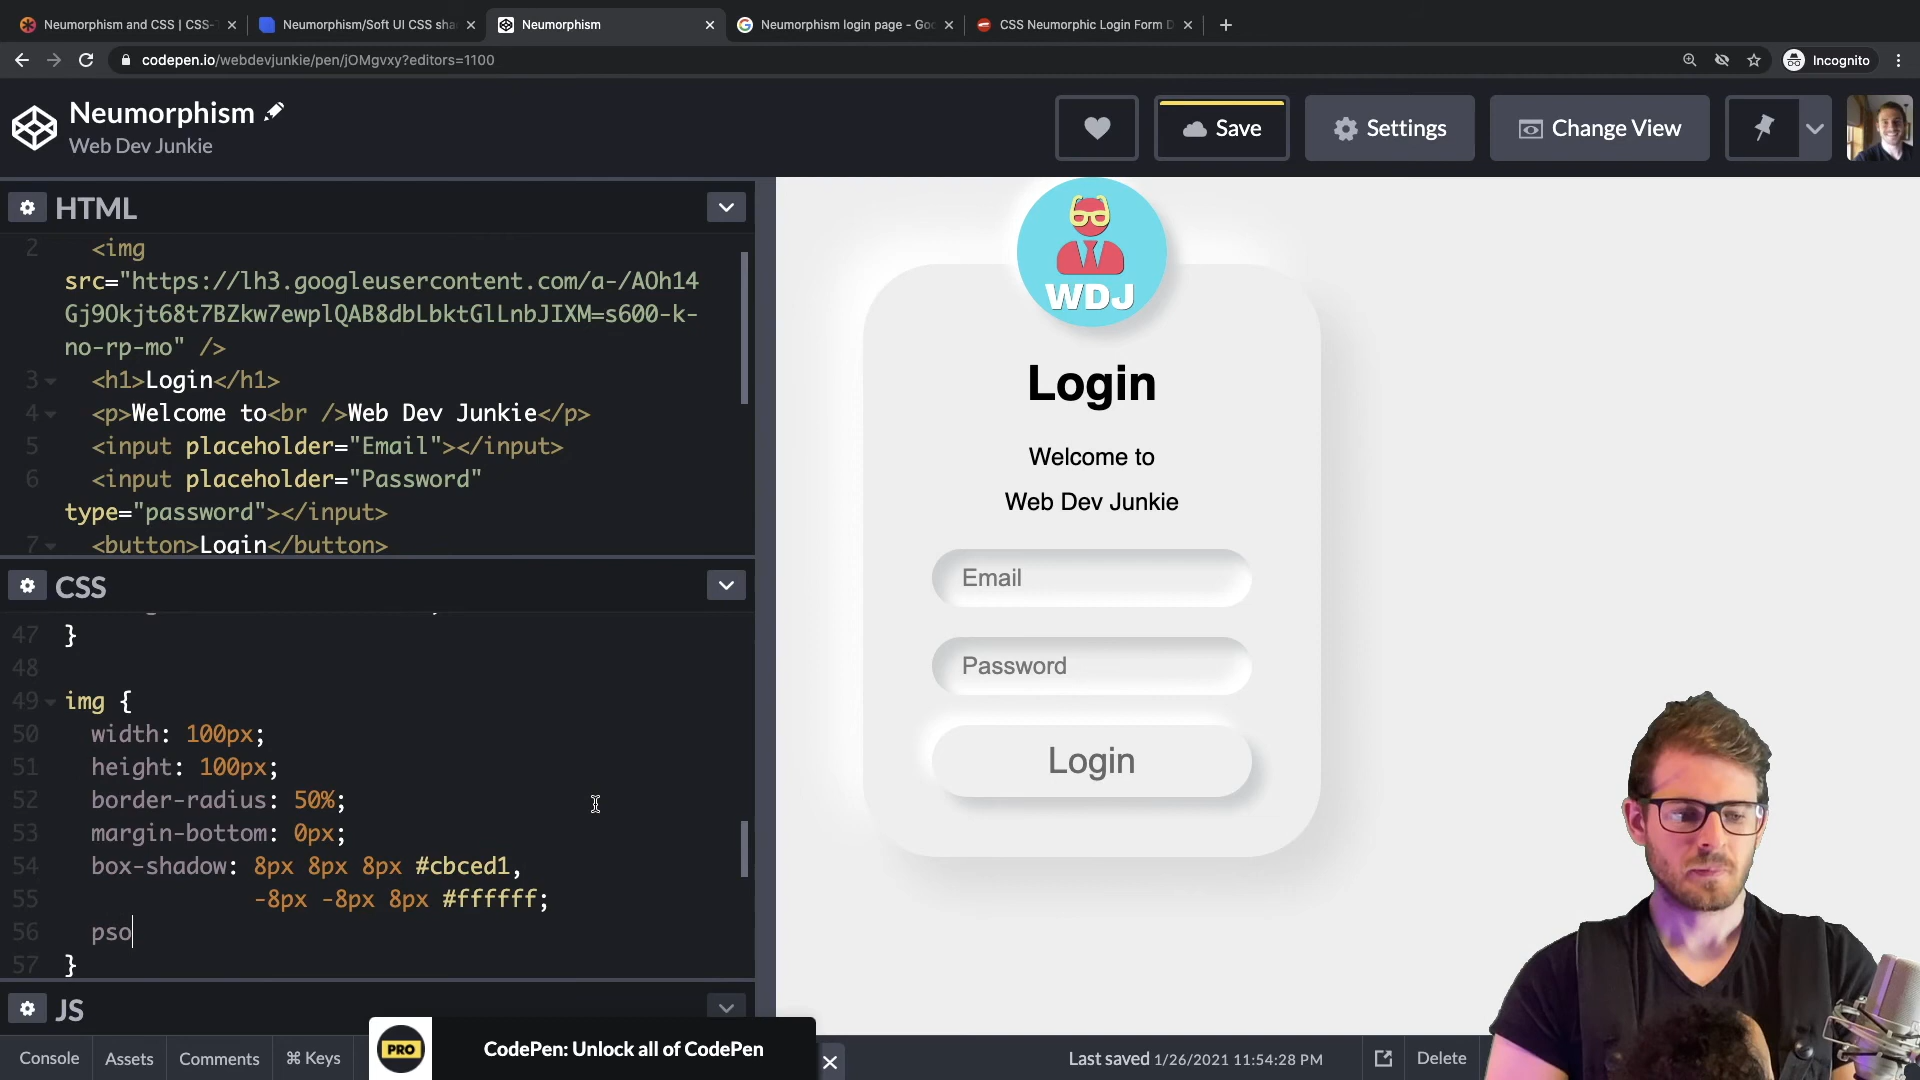 Neumorphism and CSS | CSS-T
Neumorphism/Soft UI CSS sha
Neumorphism
Neumorphism login page - Goo
CSS Neumorphic Login Form D
codepen.io/webdevjunkie/pen/jOMgvxy?editors=1100
Incognito
Neumorphism
Web Dev Junkie
Save
Settings
Change View
HTML
2 <img
src="https://lh3.googleusercontent.com/a-/AOh14
Gj9Okjt68t7BZkw7ewplQAB8dbLbktGlLnbJIXM=s600-k-
no-rp-mo" />
3 <h1>Login</h1>
4 <p>Welcome to<br />Web Dev Junkie</p>
5 <input placeholder="Email"></input>
6 <input placeholder="Password"
type="password"></input>
7 <button>Login</button>
CSS
47 }
48
49 img {
50 width: 100px;
51 height: 100px;
52 border-radius: 50%;
53 margin-bottom: 0px;
54 box-shadow: 8px 8px 8px #cbced1,
55 -8px -8px 8px #ffffff;
56 pso
57 }
JS
WDJ
Login
Welcome to
Web Dev Junkie
Email
Password
Login
Console
Assets
Comments
⌘ Keys
PRO
CodePen: Unlock all of CodePen
Last saved 1/26/2021 11:54:28 PM
Delete